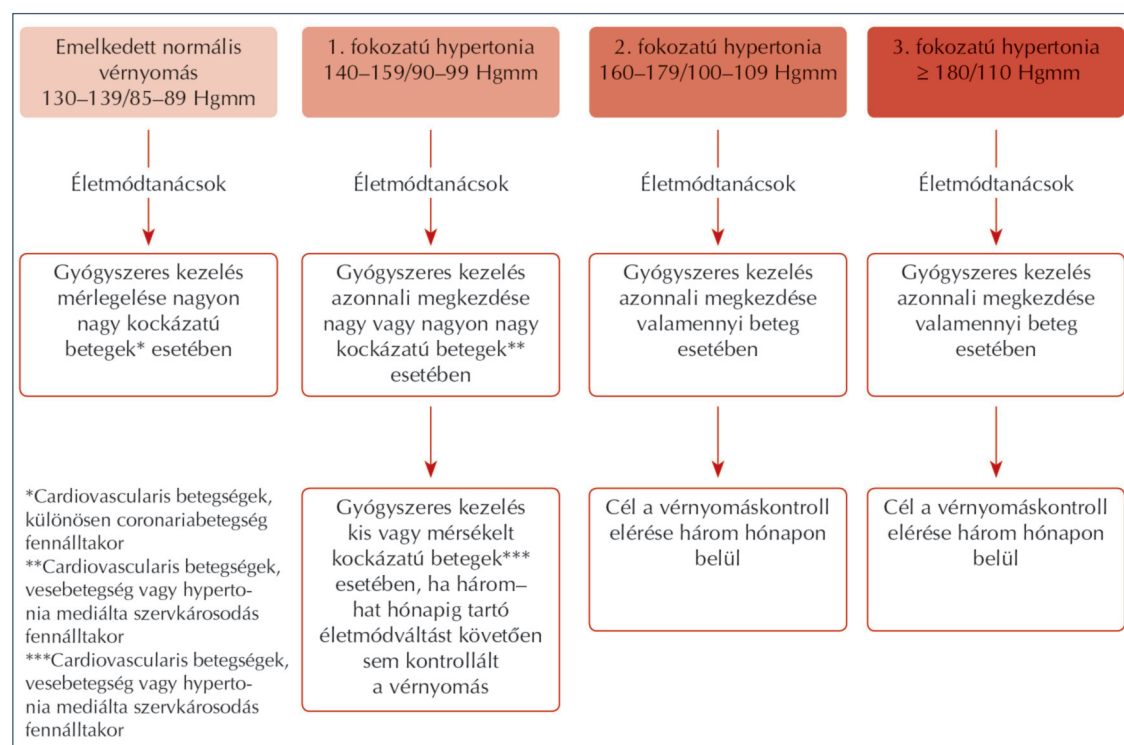 Emelkedett normális
vérnyomás
130–139/85–89 Hgmm
Életmódtanácsok
Gyógyszeres kezelés
mérlegelése nagyon
nagy kockázatú
betegek* esetében
*Cardiovascularis betegségek,
különösen coronariabetegség
fennálltakor
**Cardiovascularis betegségek,
vesebetegség vagy hyperto-
nia mediálta szervkárosodás
fennálltakor
***Cardiovascularis betegségek,
vesebetegség vagy hyperto-
nia mediálta szervkárosodás
fennálltakor
1. fokozatú hypertonia
140–159/90–99 Hgmm
Életmódtanácsok
Gyógyszeres kezelés
azonnali megkezdése
nagy vagy nagyon nagy
kockázatú betegek**
esetében
Gyógyszeres kezelés
kis vagy mérsékelt
kockázatú betegek***
esetében, ha három–
hat hónapig tartó
életmódváltást követően
sem kontrollált
a vérnyomás
2. fokozatú hypertonia
160–179/100–109 Hgmm
Életmódtanácsok
Gyógyszeres kezelés
azonnali megkezdése
valamennyi beteg
esetében
Cél a vérnyomáskontroll
elérése három hónapon
belül
3. fokozatú hypertonia
≥ 180/110 Hgmm
Életmódtanácsok
Gyógyszeres kezelés
azonnali megkezdése
valamennyi beteg
esetében
Cél a vérnyomáskontroll
elérése három hónapon
belül